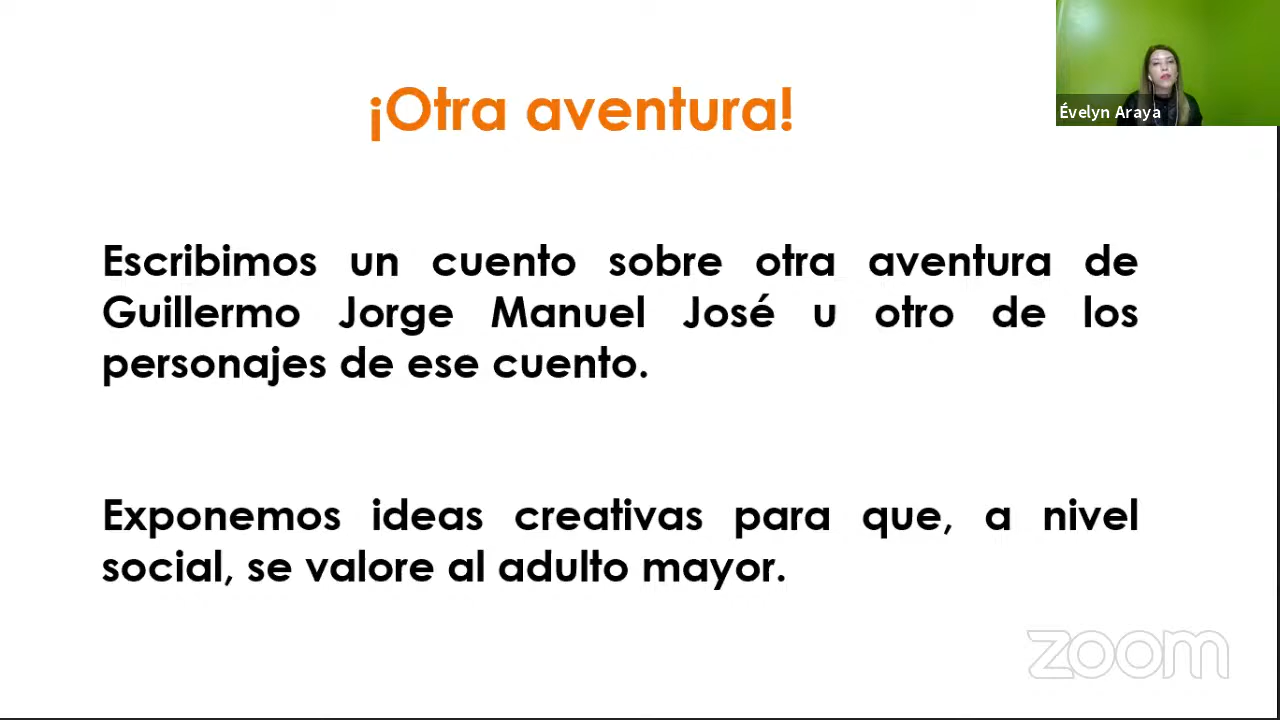 ¡Otra aventura!
Évelyn Araya
Escribimos un cuento sobre otra aventura de
Guillermo Jorge Manuel José u otro de los
personajes de ese cuento.
Exponemos ideas creativas para que, a nivel
social, se valore al adulto mayor.
zoom